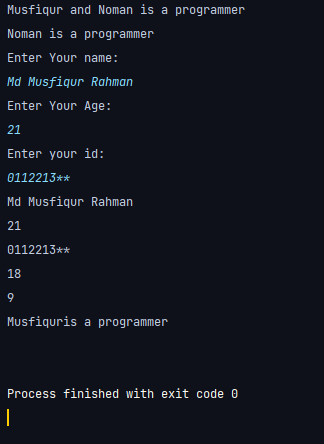 Musfiqur and Noman is a programmer
Noman is a programmer
Enter Your name:
Md Musfiqur Rahman
Enter Your Age:
21
Enter your id:
0112213**
Md Musfiqur Rahman
21
0112213**
18
9
Musfiquris a programmer
Process finished with exit code 0